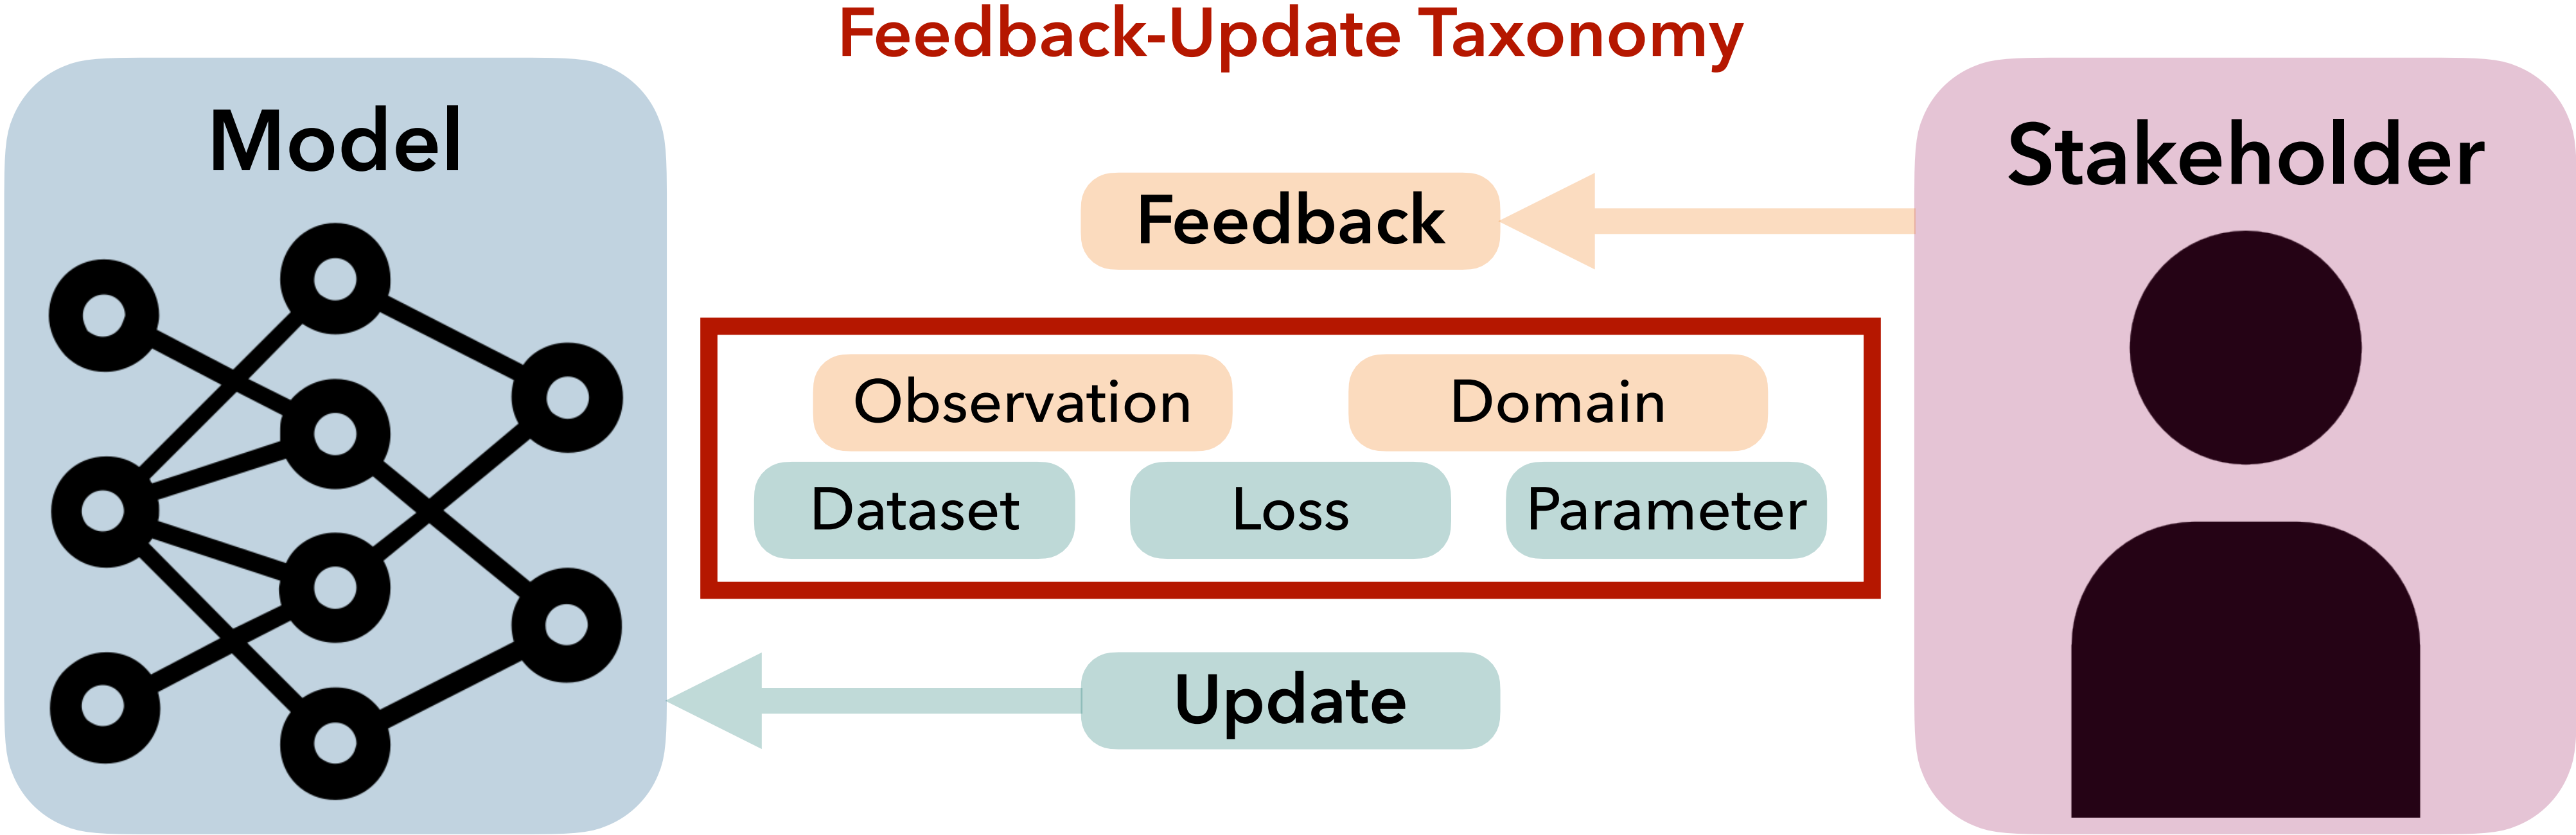 Feedback-Update Taxonomy
Model
Stakeholder
Feedback
Observation
Domain
Dataset
Loss
Parameter
Update